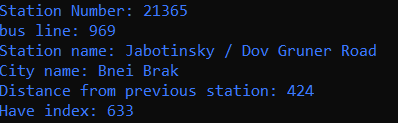 Station Number: 21365
bus line: 969
Station name: Jabotinsky / Dov Gruner Road
City name: Bnei Brak
Distance from previous station: 424
Have index: 633